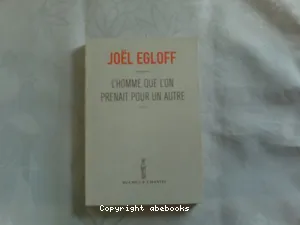 JOËL EGLOFF
L'HOMME QUE L'ON
PRENAIT POUR UN AUTRE
Copyright abebooks